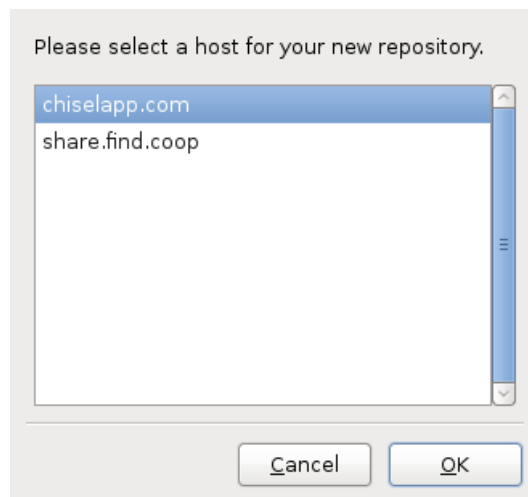 Please select a host for your new repository.
chiselapp.com
share.find.coop
Cancel
OK